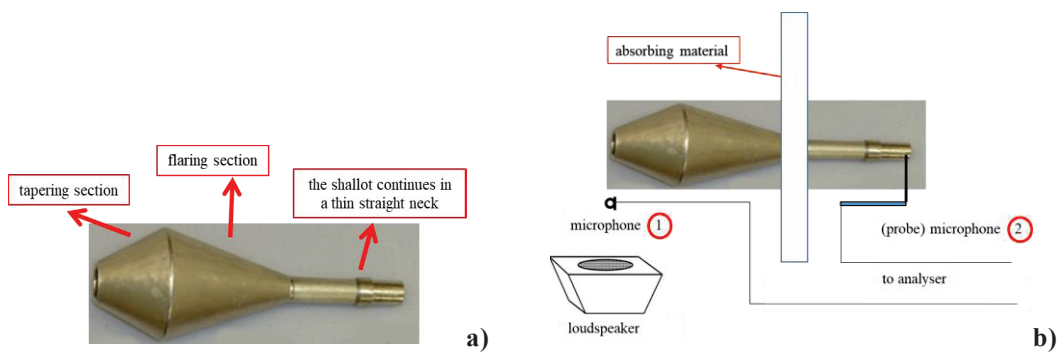 flaring section
tapering section
the shallot continues in
a thin straight neck
a)
absorbing material
microphone 1
(probe) microphone 2
to analyser
loudspeaker
b)